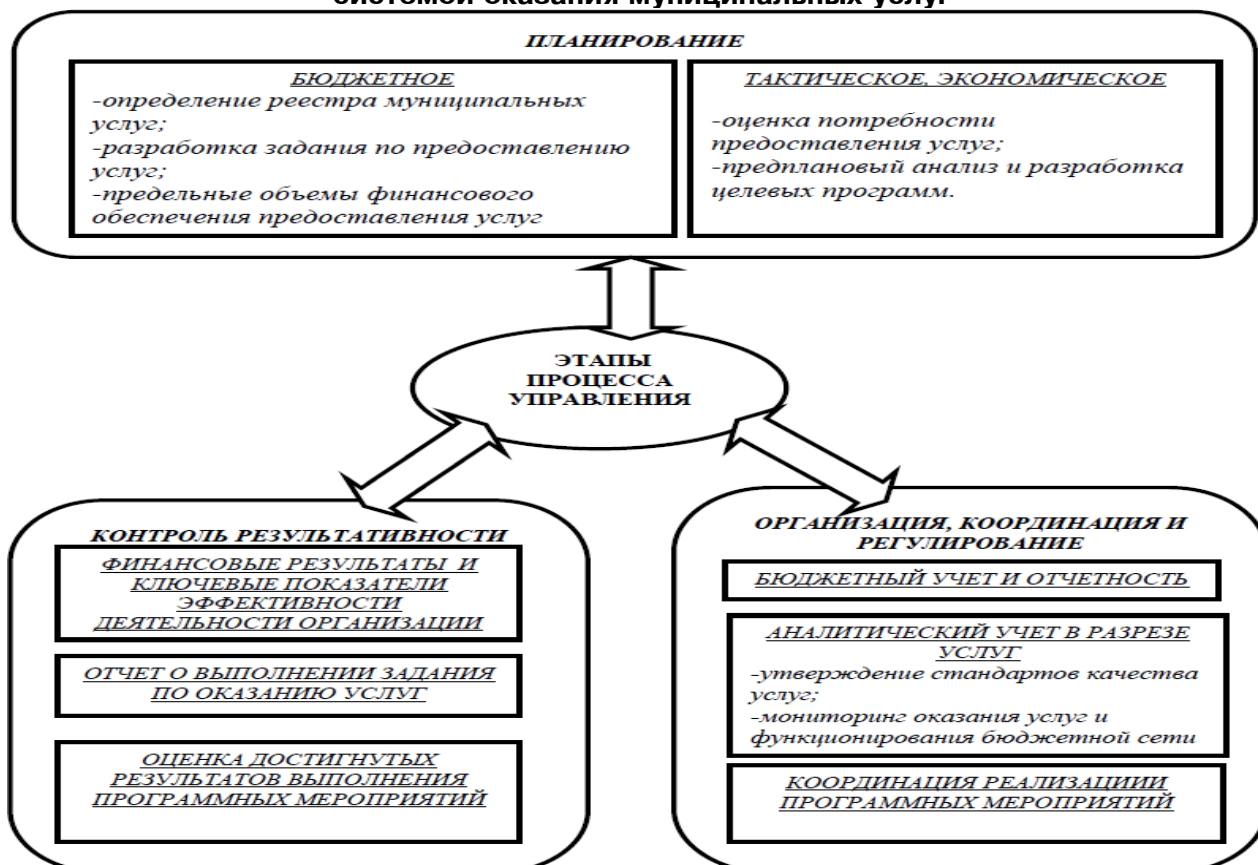 системой оказания муниципальных услуг
ПЛАНИРОВАНИЕ
БЮДЖЕТНОЕ
-определение реестра муниципальных
услуг;
-разработка задания по предоставлению
услуг;
-предельные объемы финансового
обеспечения предоставления услуг
ТАКТИЧЕСКОЕ, ЭКОНОМИЧЕСКОЕ
-оценка потребности
предоставления услуг;
-предплановый анализ и разработка
целевых программ.
ЭТАПЫ
ПРОЦЕССА
УПРАВЛЕНИЯ
КОНТРОЛЬ РЕЗУЛЬТАТИВНОСТИ
ФИНАНСОВЫЕ РЕЗУЛЬТАТЫ И
КЛЮЧЕВЫЕ ПОКАЗАТЕЛИ
ЭФФЕКТИВНОСТИ
ДЕЯТЕЛЬНОСТИ ОРГАНИЗАЦИИ
ОТЧЕТ О ВЫПОЛНЕНИИ ЗАДАНИЯ
ПО ОКАЗАНИЮ УСЛУГ
ОЦЕНКА ДОСТИГНУТЫХ
РЕЗУЛЬТАТОВ ВЫПОЛНЕНИЯ
ПРОГРАММНЫХ МЕРОПРИЯТИЙ
ОРГАНИЗАЦИЯ, КООРДИНАЦИЯ И
РЕГУЛИРОВАНИЕ
БЮДЖЕТНЫЙ УЧЕТ И ОТЧЕТНОСТЬ
АНАЛИТИЧЕСКИЙ УЧЕТ В РАЗРЕЗЕ
УСЛУГ
-утверждение стандартов качества
услуг;
-мониторинг оказания услуг и
функционирования бюджетной сети
КООРДИНАЦИЯ РЕАЛИЗАЦИИИ
ПРОГРАММНЫХ МЕРОПРИЯТИЙ